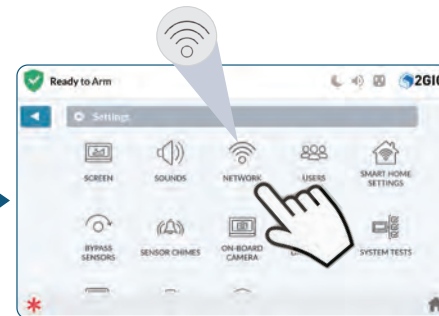 Ready to Arm
2GIG
Settings
SCREEN
SOUNDS
NETWORK
USERS
SMART HOME
SETTINGS
BYPASS
SENSORS
SENSOR CHIMES
ON-BOARD
CAMERA
SYSTEM TESTS